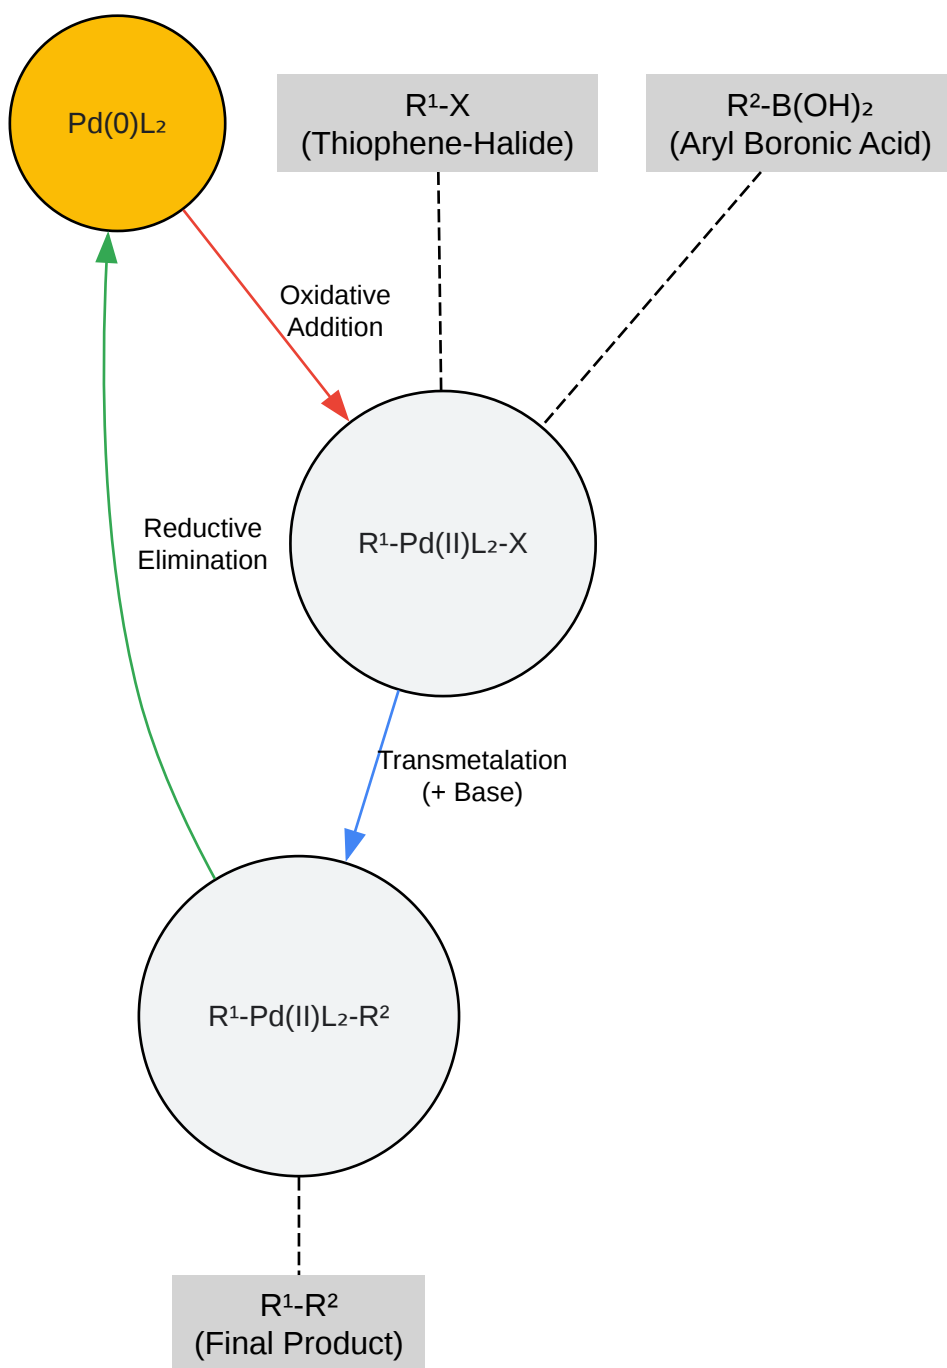 Pd(0)L₂
R¹-X
(Thiophene-Halide)
R²-B(OH)₂
(Aryl Boronic Acid)
Oxidative
Addition
Reductive
Elimination
R¹-Pd(II)L₂-X
Transmetalation
(+ Base)
R¹-Pd(II)L₂-R²
R¹-R²
(Final Product)